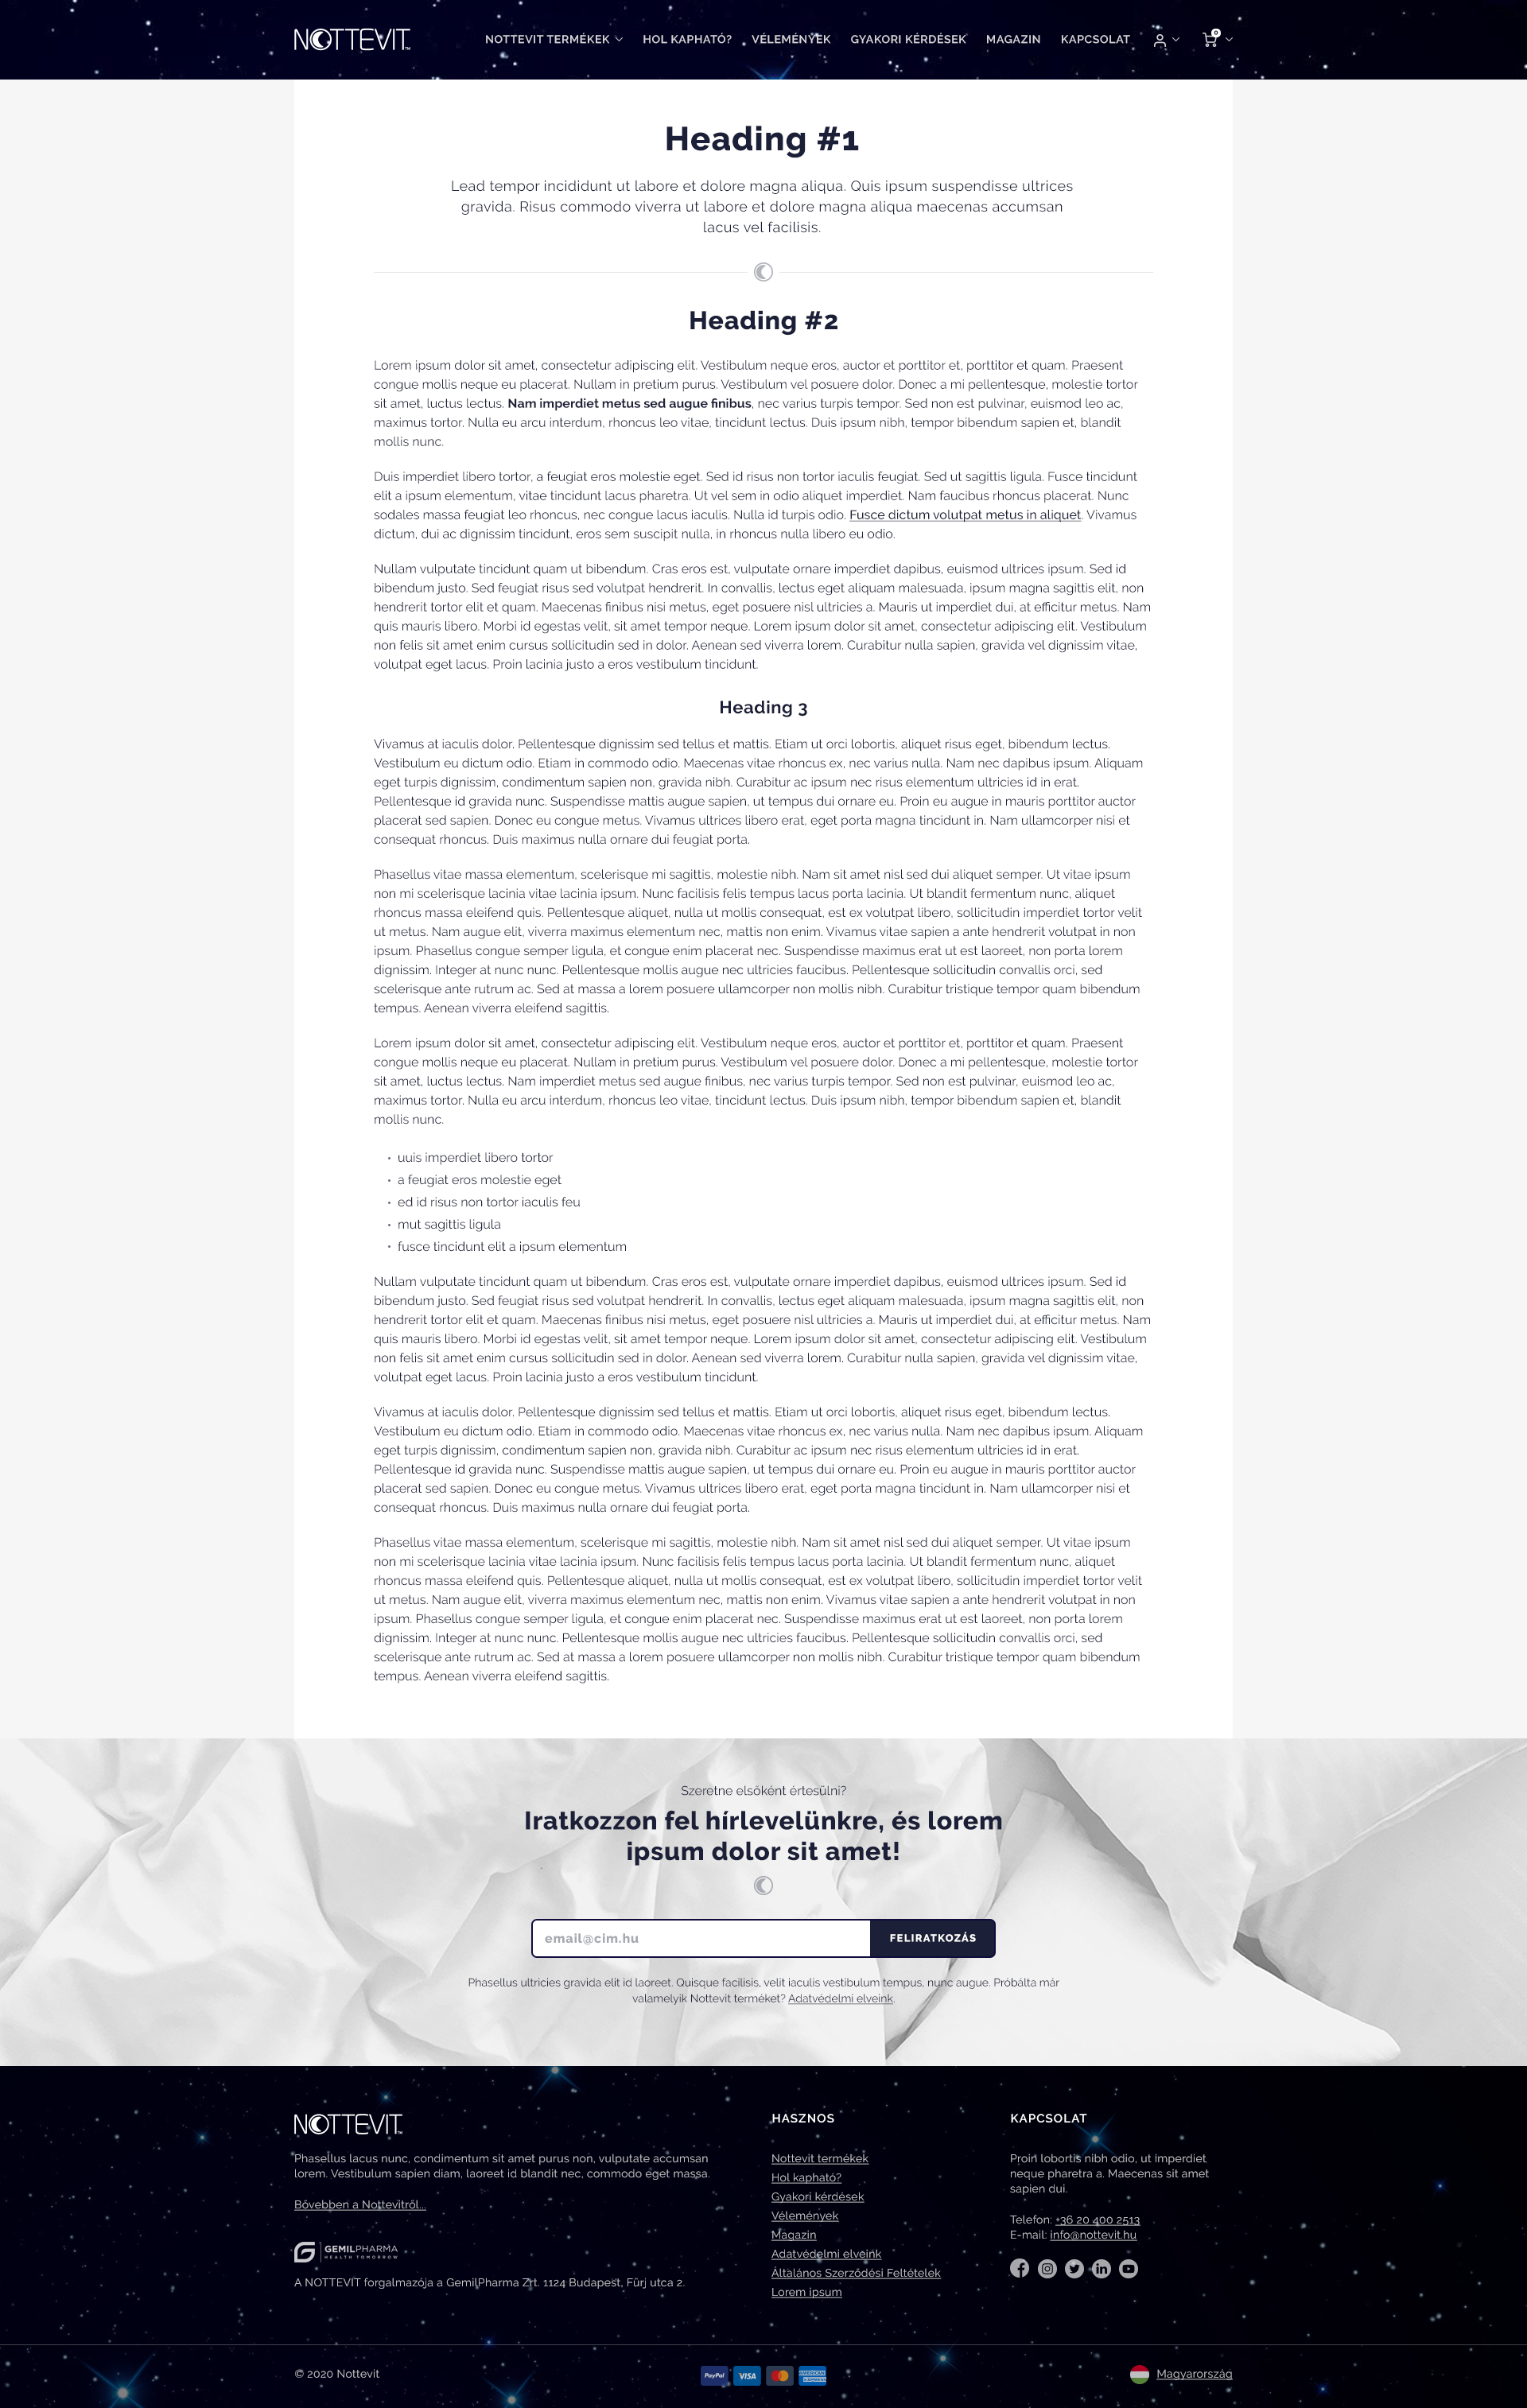 NOTTEVIT
NOTTEVIT TERMÉKEK HOL KAPHATÓ? VÉLEMÉNYEK GYAKORI KÉRDÉSEK MAGAZIN KAPCSOLAT 0
Heading #1
Lead tempor incididunt ut labore et dolore magna aliqua. Quis ipsum suspendisse ultrices
gravida. Risus commodo viverra ut labore et dolore magna aliqua maecenas accumsan
lacus vel facilisis.
Heading #2
Lorem ipsum dolor sit amet, consectetur adipiscing elit. Vestibulum neque eros, auctor et porttitor et, porttitor et quam. Praesent
congue mollis neque eu placerat. Nullam in pretium purus. Vestibulum vel posuere dolor. Donec a mi pellentesque, molestie tortor
sit amet, luctus lectus. Nam imperdiet metus sed augue finibus, nec varius turpis tempor. Sed non est pulvinar, euismod leo ac,
maximus tortor. Nulla eu arcu interdum, rhoncus leo vitae, tincidunt lectus. Duis ipsum nibh, tempor bibendum sapien et, blandit
mollis nunc.
Duis imperdiet libero tortor, a feugiat eros molestie eget. Sed id risus non tortor iaculis feugiat. Sed ut sagittis ligula. Fusce tincidunt
elit a ipsum elementum, vitae tincidunt lacus pharetra. Ut vel sem in odio aliquet imperdiet. Nam faucibus rhoncus placerat. Nunc
sodales massa feugiat leo rhoncus, nec congue lacus iaculis. Nulla id turpis odio. Fusce dictum volutpat metus in aliquet. Vivamus
dictum, dui ac dignissim tincidunt, eros sem suscipit nulla, in rhoncus nulla libero eu odio.
Nullam vulputate tincidunt quam ut bibendum. Cras eros est, vulputate ornare imperdiet dapibus, euismod ultrices ipsum. Sed id
bibendum justo. Sed feugiat risus sed volutpat hendrerit. In convallis, lectus eget aliquam malesuada, ipsum magna sagittis elit, non
hendrerit tortor elit et quam. Maecenas finibus nisi metus, eget posuere nisl ultricies a. Mauris ut imperdiet dui, at efficitur metus. Nam
quis mauris libero. Morbi id egestas velit, sit amet tempor neque. Lorem ipsum dolor sit amet, consectetur adipiscing elit. Vestibulum
non felis sit amet enim cursus sollicitudin sed in dolor. Aenean sed viverra lorem. Curabitur nulla sapien, gravida vel dignissim vitae,
volutpat eget lacus. Proin lacinia justo a eros vestibulum tincidunt.
Heading 3
Vivamus at iaculis dolor. Pellentesque dignissim sed tellus et mattis. Etiam ut orci lobortis, aliquet risus eget, bibendum lectus.
Vestibulum eu dictum odio. Etiam in commodo odio. Maecenas vitae rhoncus ex, nec varius nulla. Nam nec dapibus ipsum. Aliquam
eget turpis dignissim, condimentum sapien non, gravida nibh. Curabitur ac ipsum nec risus elementum ultricies id in erat.
Pellentesque id gravida nunc. Suspendisse mattis augue sapien, ut tempus dui ornare eu. Proin eu augue in mauris porttitor auctor
placerat sed sapien. Donec eu congue metus. Vivamus ultrices libero erat, eget porta magna tincidunt in. Nam ullamcorper nisi et
consequat rhoncus. Duis maximus nulla ornare dui feugiat porta.
Phasellus vitae massa elementum, scelerisque mi sagittis, molestie nibh. Nam sit amet nisl sed dui aliquet semper. Ut vitae ipsum
non mi scelerisque lacinia vitae lacinia ipsum. Nunc facilisis felis tempus lacus porta lacinia. Ut blandit fermentum nunc, aliquet
rhoncus massa eleifend quis. Pellentesque aliquet, nulla ut mollis consequat, est ex volutpat libero, sollicitudin imperdiet tortor velit
ut metus. Nam augue elit, viverra maximus elementum nec, mattis non enim. Vivamus vitae sapien a ante hendrerit volutpat in non
ipsum. Phasellus congue semper ligula, et congue enim placerat nec. Suspendisse maximus erat ut est laoreet, non porta lorem
dignissim. Integer at nunc nunc. Pellentesque mollis augue nec ultricies faucibus. Pellentesque sollicitudin convallis orci, sed
scelerisque ante rutrum ac. Sed at massa a lorem posuere ullamcorper non mollis nibh. Curabitur tristique tempor quam bibendum
tempus. Aenean viverra eleifend sagittis.
Lorem ipsum dolor sit amet, consectetur adipiscing elit. Vestibulum neque eros, auctor et porttitor et, porttitor et quam. Praesent
congue mollis neque eu placerat. Nullam in pretium purus. Vestibulum vel posuere dolor. Donec a mi pellentesque, molestie tortor
sit amet, luctus lectus. Nam imperdiet metus sed augue finibus, nec varius turpis tempor. Sed non est pulvinar, euismod leo ac,
maximus tortor. Nulla eu arcu interdum, rhoncus leo vitae, tincidunt lectus. Duis ipsum nibh, tempor bibendum sapien et, blandit
mollis nunc.
• uuis imperdiet libero tortor
• a feugiat eros molestie eget
• ed id risus non tortor iaculis feu
• mut sagittis ligula
• fusce tincidunt elit a ipsum elementum
Nullam vulputate tincidunt quam ut bibendum. Cras eros est, vulputate ornare imperdiet dapibus, euismod ultrices ipsum. Sed id
bibendum justo. Sed feugiat risus sed volutpat hendrerit. In convallis, lectus eget aliquam malesuada, ipsum magna sagittis elit, non
hendrerit tortor elit et quam. Maecenas finibus nisi metus, eget posuere nisl ultricies a. Mauris ut imperdiet dui, at efficitur metus. Nam
quis mauris libero. Morbi id egestas velit, sit amet tempor neque. Lorem ipsum dolor sit amet, consectetur adipiscing elit. Vestibulum
non felis sit amet enim cursus sollicitudin sed in dolor. Aenean sed viverra lorem. Curabitur nulla sapien, gravida vel dignissim vitae,
volutpat eget lacus. Proin lacinia justo a eros vestibulum tincidunt.
Vivamus at iaculis dolor. Pellentesque dignissim sed tellus et mattis. Etiam ut orci lobortis, aliquet risus eget, bibendum lectus.
Vestibulum eu dictum odio. Etiam in commodo odio. Maecenas vitae rhoncus ex, nec varius nulla. Nam nec dapibus ipsum. Aliquam
eget turpis dignissim, condimentum sapien non, gravida nibh. Curabitur ac ipsum nec risus elementum ultricies id in erat.
Pellentesque id gravida nunc. Suspendisse mattis augue sapien, ut tempus dui ornare eu. Proin eu augue in mauris porttitor auctor
placerat sed sapien. Donec eu congue metus. Vivamus ultrices libero erat, eget porta magna tincidunt in. Nam ullamcorper nisi et
consequat rhoncus. Duis maximus nulla ornare dui feugiat porta.
Phasellus vitae massa elementum, scelerisque mi sagittis, molestie nibh. Nam sit amet nisl sed dui aliquet semper. Ut vitae ipsum
non mi scelerisque lacinia vitae lacinia ipsum. Nunc facilisis felis tempus lacus porta lacinia. Ut blandit fermentum nunc, aliquet
rhoncus massa eleifend quis. Pellentesque aliquet, nulla ut mollis consequat, est ex volutpat libero, sollicitudin imperdiet tortor velit
ut metus. Nam augue elit, viverra maximus elementum nec, mattis non enim. Vivamus vitae sapien a ante hendrerit volutpat in non
ipsum. Phasellus congue semper ligula, et congue enim placerat nec. Suspendisse maximus erat ut est laoreet, non porta lorem
dignissim. Integer at nunc nunc. Pellentesque mollis augue nec ultricies faucibus. Pellentesque sollicitudin convallis orci, sed
scelerisque ante rutrum ac. Sed at massa a lorem posuere ullamcorper non mollis nibh. Curabitur tristique tempor quam bibendum
tempus. Aenean viverra eleifend sagittis.
Szeretne elsőként értesülni?
Iratkozzon fel hírlevelünkre, és lorem
ipsum dolor sit amet!
email@cim.hu FELIRATKOZÁS
Phasellus ultricies gravida elit id laoreet. Quisque facilisis, velit iaculis vestibulum tempus, nunc augue. Próbálta már
valamelyik Nottevit terméket? Adatvédelmi elveink.
NOTTEVIT
Phasellus lacus nunc, condimentum sit amet purus non, vulputate accumsan
lorem. Vestibulum sapien diam, laoreet id blandit nec, commodo eget massa.
Bővebben a Nottevitről...
GEMILPHARMA
HEALTH TOMORROW
A NOTTEVIT forgalmazója a GemilPharma Zrt. 1124 Budapest, Fürj utca 2.
HASZNOS
Nottevit termékek
Hol kapható?
Gyakori kérdések
Vélemények
Magazin
Adatvédelmi elveink
Általános Szerződési Feltételek
Lorem ipsum
KAPCSOLAT
Proin lobortis nibh odio, ut Imperdiet
neque pharetra a. Maecenas sit amet
sapien dui.
Telefon: +36 20 400 2513
E-mail: info@nottevit.hu
© 2020 Nottevit
PayPal VISA AMERICAN EXPRESS
Magyarország